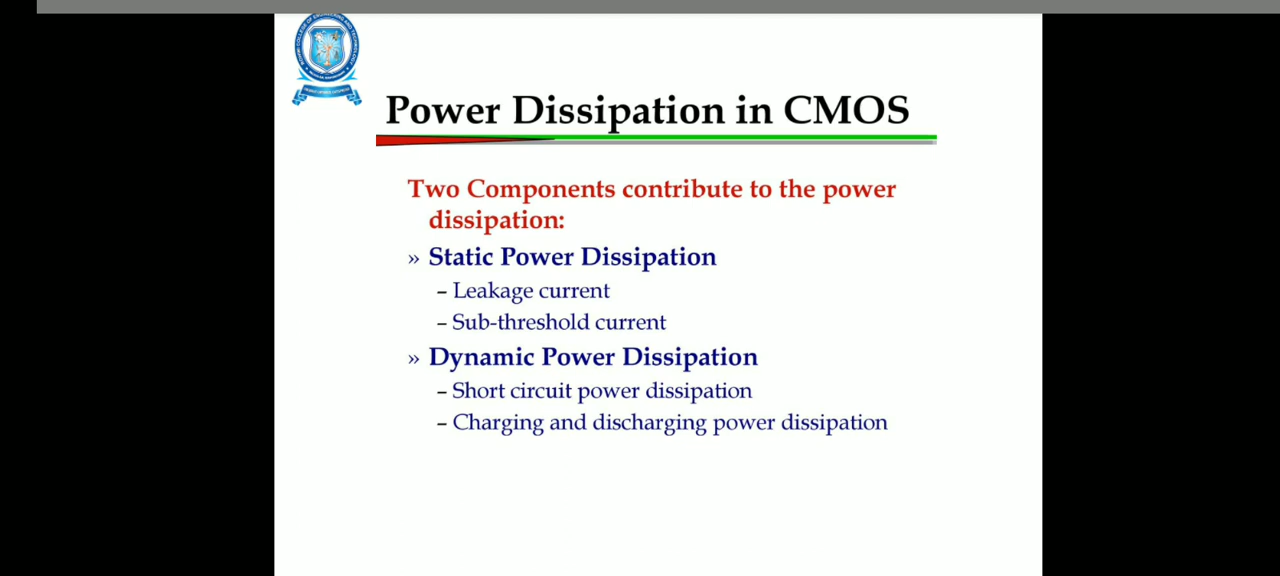 Power Dissipation in CMOS
Two Components contribute to the power
dissipation:
» Static Power Dissipation
– Leakage current
– Sub-threshold current
» Dynamic Power Dissipation
– Short circuit power dissipation
– Charging and discharging power dissipation